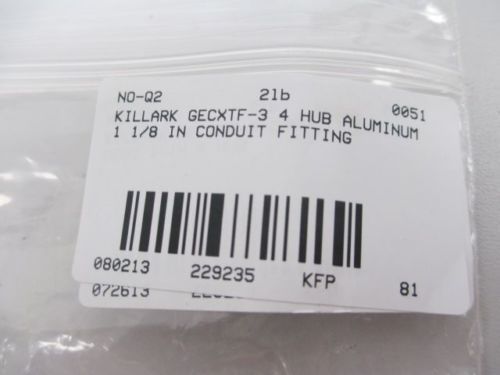 NO-Q2 2lb 0051
KILLARK GECXTF-3 4 HUB ALUMINUM
1 1/8 IN CONDUIT FITTING
080213 229235 KFP 81
072613